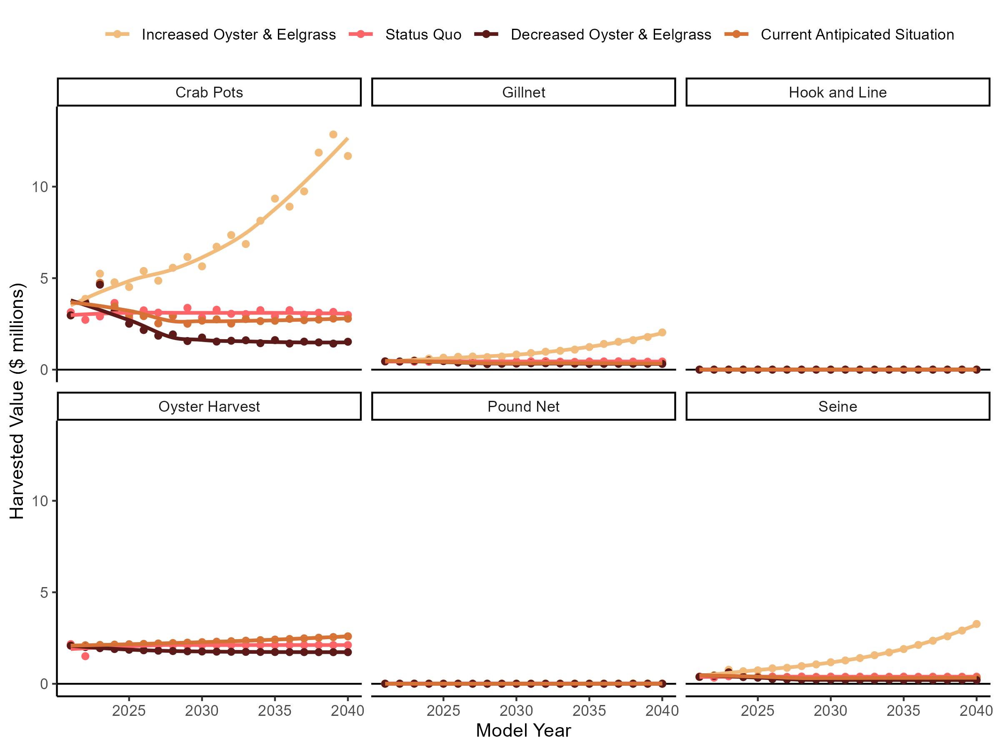 Increased Oyster & Eelgrass Status Quo Decreased Oyster & Eelgrass Current Antipicated Situation
Crab Pots Gillnet Hook and Line
10
5
0
Oyster Harvest Pound Net Seine
10
5
0
2025 2030 2035 2040 2025 2030 2035 2040 2025 2030 2035 2040
Model Year
Harvested Value ($ millions)